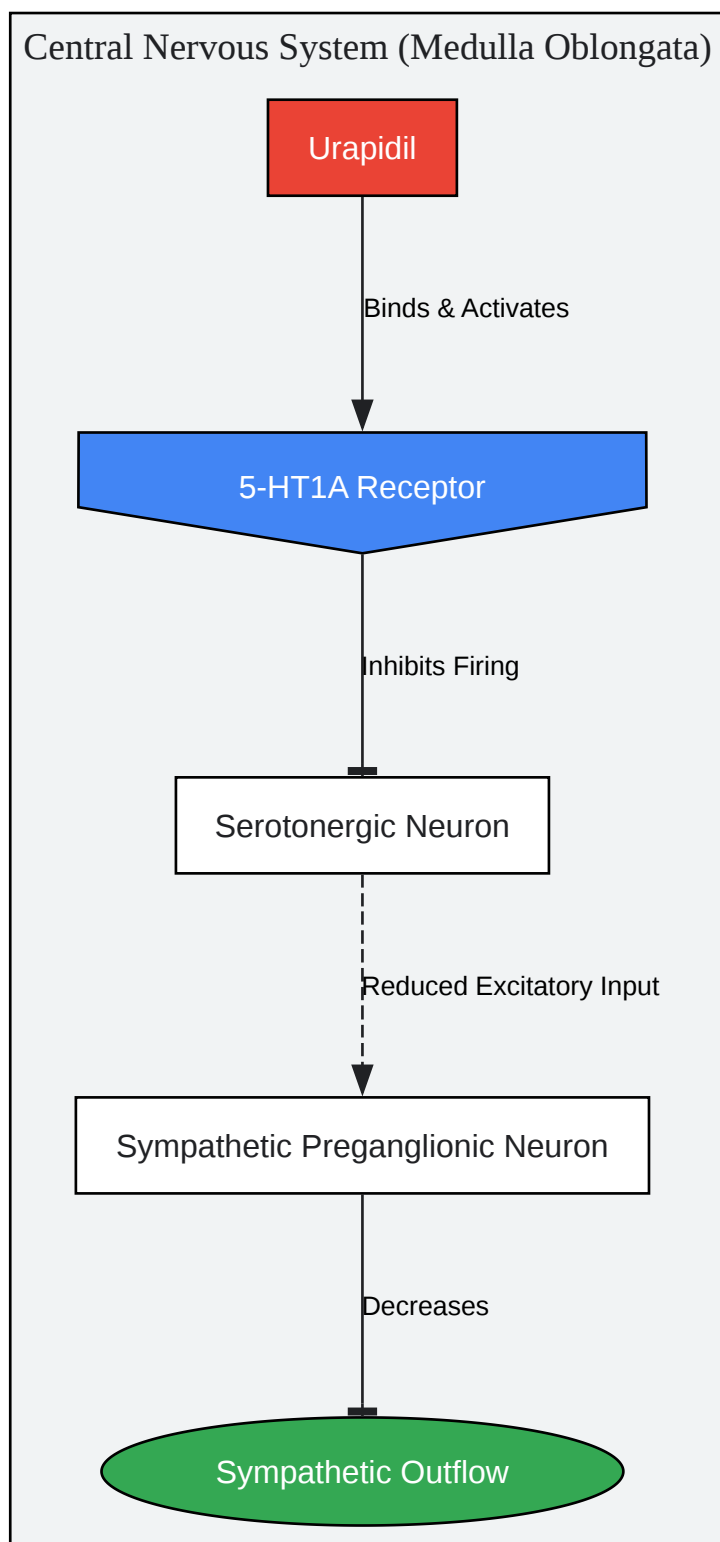 Central Nervous System (Medulla Oblongata)
Urapidil
Binds & Activates
5-HT1A Receptor
Inhibits Firing
Serotonergic Neuron
Reduced Excitatory Input
Sympathetic Preganglionic Neuron
Decreases
Sympathetic Outflow